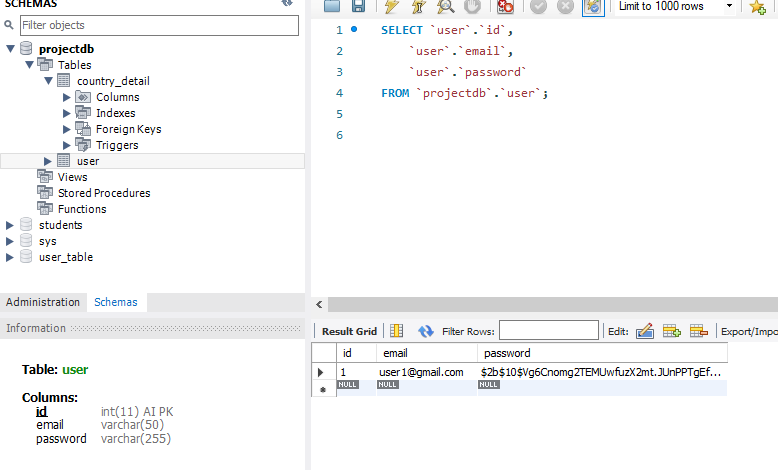 SCHEMAS
Filter objects
projectdb
Tables
country_detail
Columns
Indexes
Foreign Keys
Triggers
user
Views
Stored Procedures
Functions
students
sys
user_table
Administration Schemas
Information
Table: user
Columns:
id int(11) AI PK
email varchar(50)
password varchar(255)
Limit to 1000 rows
1 SELECT `user`.`id`,
2 `user`.`email`,
3 `user`.`password`
4 FROM `projectdb`.`user`;
5
6
Result Grid Filter Rows: Edit: Export/Impo
id email password
1 user1@gmail.com $2b$10$Vg6Cnomg2TEMUwfuzX2mt.JUnPPTgEf...
NULL NULL NULL